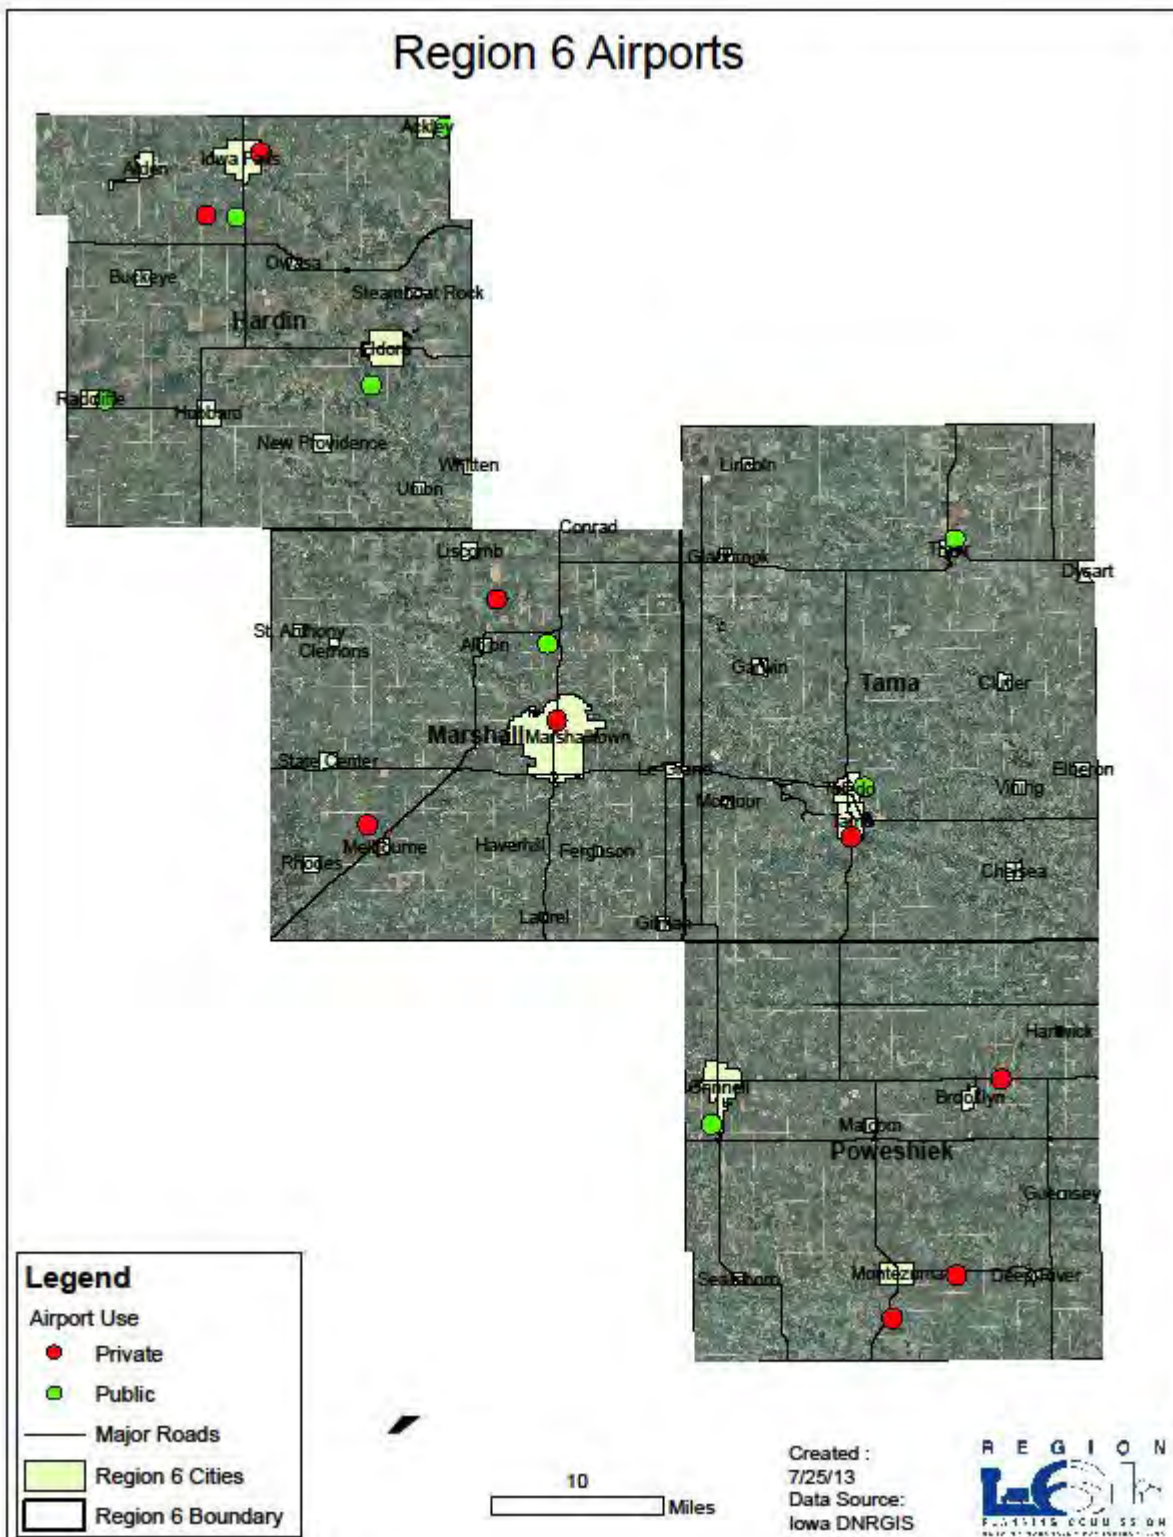 Region 6 Airports
Ackley
Iowa Falls
Alden
Owasa
Buckeye
Steamboat Rock
Hardin
Eldora
Radcliffe
Hubbard
New Providence
Whitten
Union
Lincoln
Conrad
Liscomb
Gladbrook
Traer
Dysart
St. Anthony
Clemons
Albion
Garwin
Tama
Clutier
Marshall
Marshalltown
State Center
Le Grand
Elberon
Toledo
Vining
Montour
Tama
Melbourne
Haverhill
Ferguson
Rhodes
Chelsea
Laurel
Gilman
Hartwick
Grinnell
Brooklyn
Malcom
Poweshiek
Guernsey
Searsboro
Montezuma
Deep River
Legend
Airport Use
Private
Public
Major Roads
Region 6 Cities
Region 6 Boundary
10
Miles
Created :
7/25/13
Data Source:
Iowa DNRGIS
REGION
PLANNING COMMISSION